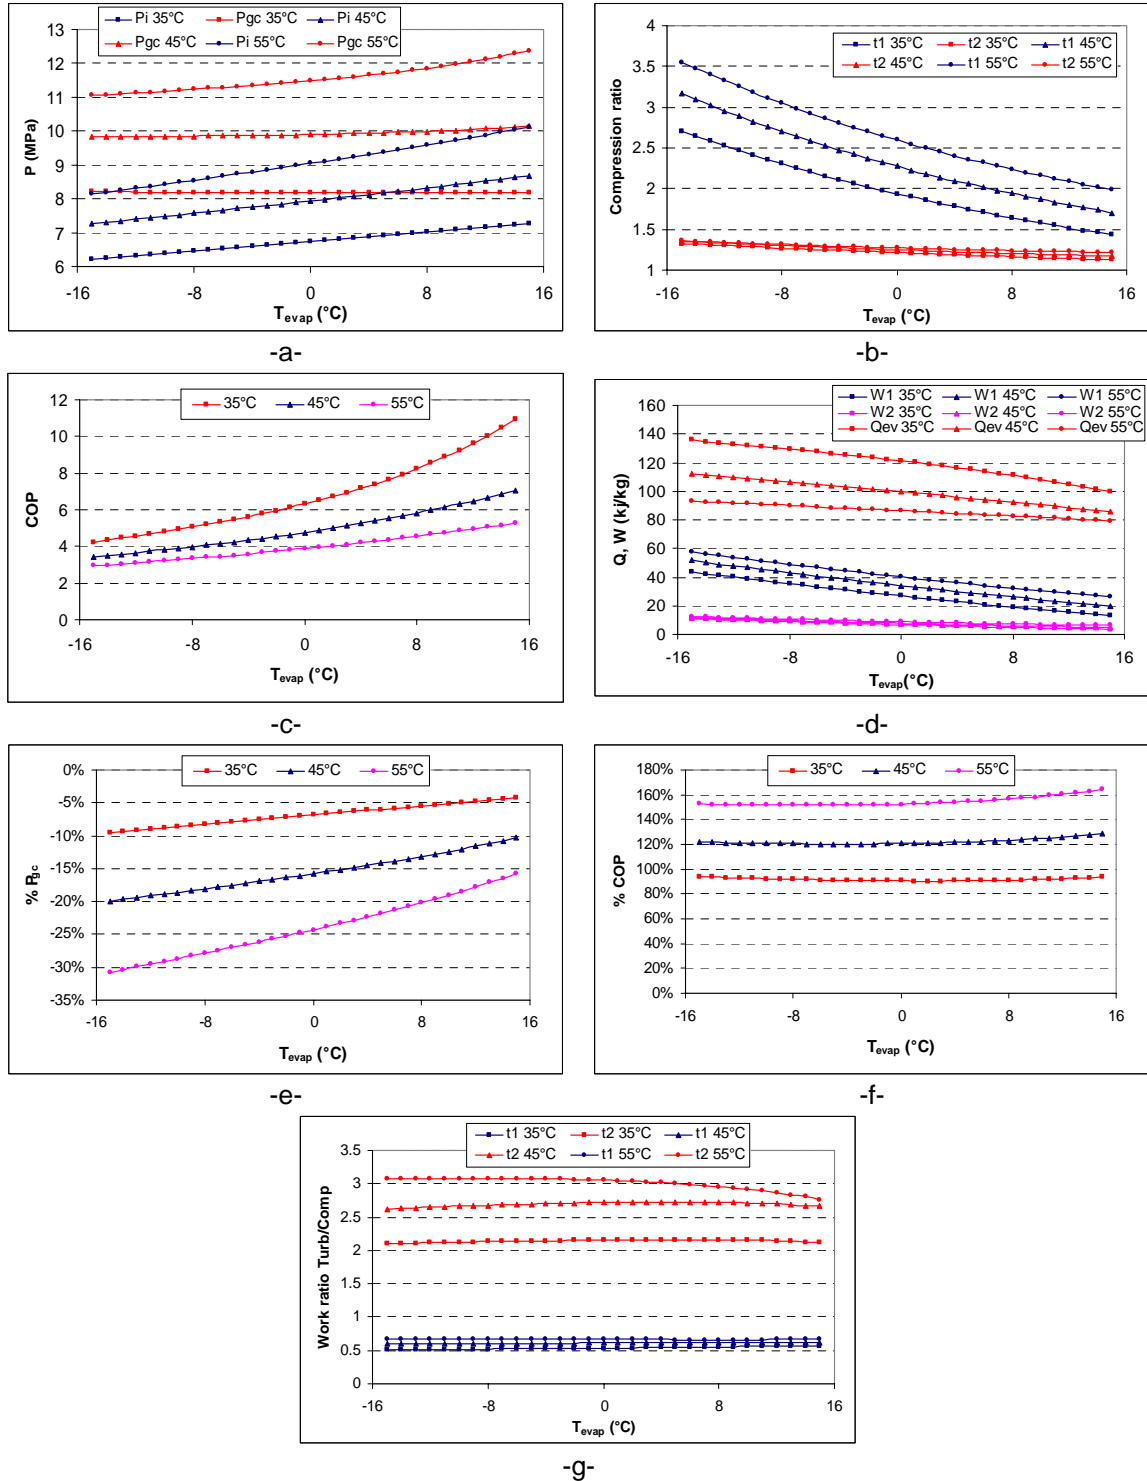 Pi 35°C Pgc 35°C Pi 45°C
Pgc 45°C Pi 55°C Pgc 55°C
13
12
11
10
9
8
7
6
P (MPa)
-16 -8 0 8 16
Tevap (°C)
-a-
t1 35°C t2 35°C t1 45°C
t2 45°C t1 55°C t2 55°C
4
3.5
3
2.5
2
1.5
1
Compression ratio
-16 -8 0 8 16
Tevap (°C)
-b-
35°C 45°C 55°C
12
10
8
6
4
2
0
COP
-16 -8 0 8 16
Tevap (°C)
-c-
W1 35°C W1 45°C W1 55°C
W2 35°C W2 45°C W2 55°C
Qev 35°C Qev 45°C Qev 55°C
160
140
120
100
80
60
40
20
0
Q, W (kj/kg)
-16 -8 0 8 16
Tevap(°C)
-d-
35°C 45°C 55°C
0%
-5%
-10%
-15%
-20%
-25%
-30%
-35%
% Pgc
-16 -8 0 8 16
Tevap (°C)
-e-
35°C 45°C 55°C
180%
160%
140%
120%
100%
80%
60%
40%
20%
0%
% COP
-16 -8 0 8 16
Tevap (°C)
-f-
t1 35°C t2 35°C t1 45°C
t2 45°C t1 55°C t2 55°C
3.5
3
2.5
2
1.5
1
0.5
0
Work ratio Turb/Comp
-16 -8 0 8 16
Tevap (°C)
-g-